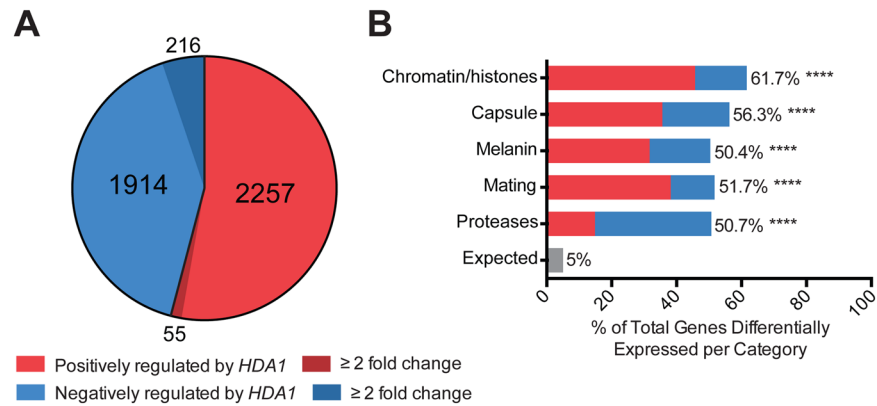 A
216
1914
2257
55
Positively regulated by HDA1
≥ 2 fold change
Negatively regulated by HDA1
≥ 2 fold change
B
Chromatin/histones
61.7% ****
Capsule
56.3% ****
Melanin
50.4% ****
Mating
51.7% ****
Proteases
50.7% ****
Expected
5%
0 20 40 60 80 100
% of Total Genes Differentially
Expressed per Category